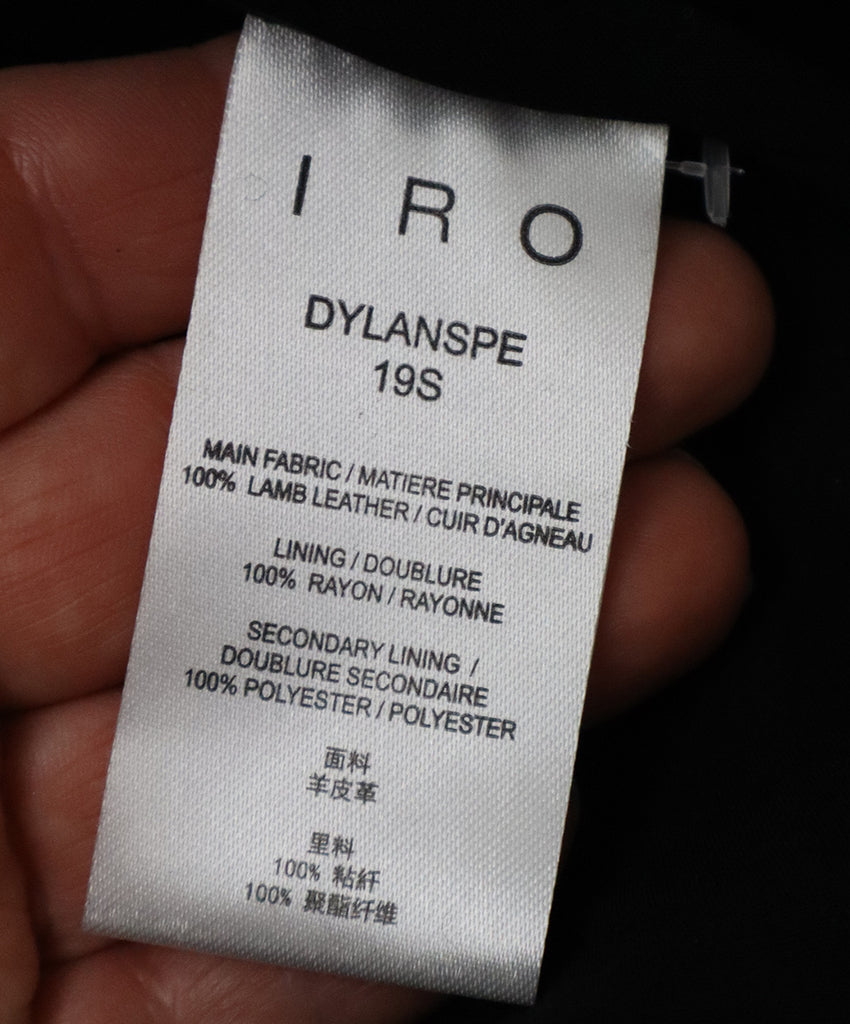 I R O
DYLANSPE
19S
MAIN FABRIC / MATIERE PRINCIPALE
100% LAMB LEATHER / CUIR D'AGNEAU
LINING / DOUBLURE
100% RAYON / RAYONNE
SECONDARY LINING /
DOUBLURE SECONDAIRE
100% POLYESTER / POLYESTER
面料
羊皮革
里料
100% 粘纤
100% 聚酯纤维